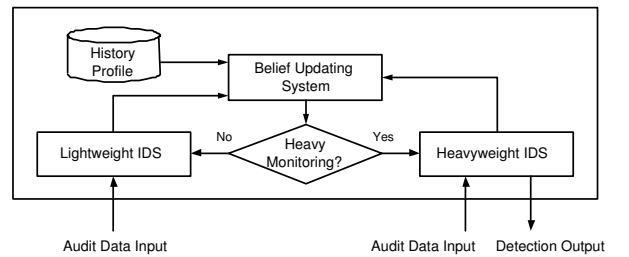 History
Profile
Belief Updating
System
No
Heavy
Monitoring?
Yes
Lightweight IDS
Heavyweight IDS
Audit Data Input
Audit Data Input
Detection Output